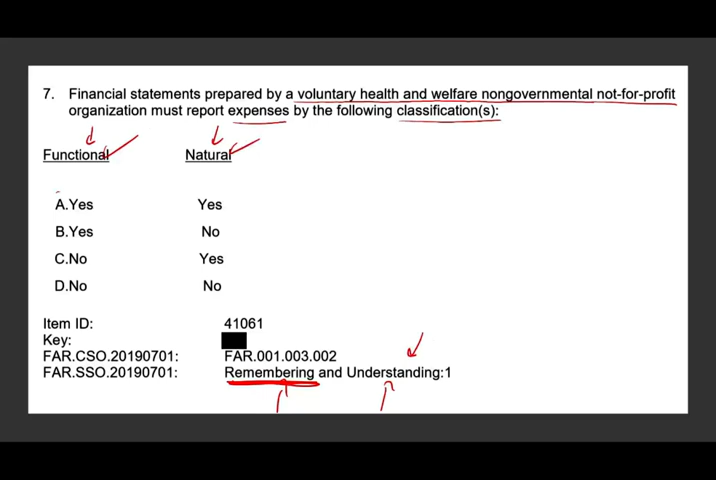 7. Financial statements prepared by a voluntary health and welfare nongovernmental not-for-profit
organization must report expenses by the following classification(s):
Functional Natural
A.Yes Yes
B.Yes No
C.No Yes
D.No No
Item ID: 41061
Key:
FAR.CSO.20190701: FAR.001.003.002
FAR.SSO.20190701: Remembering and Understanding:1